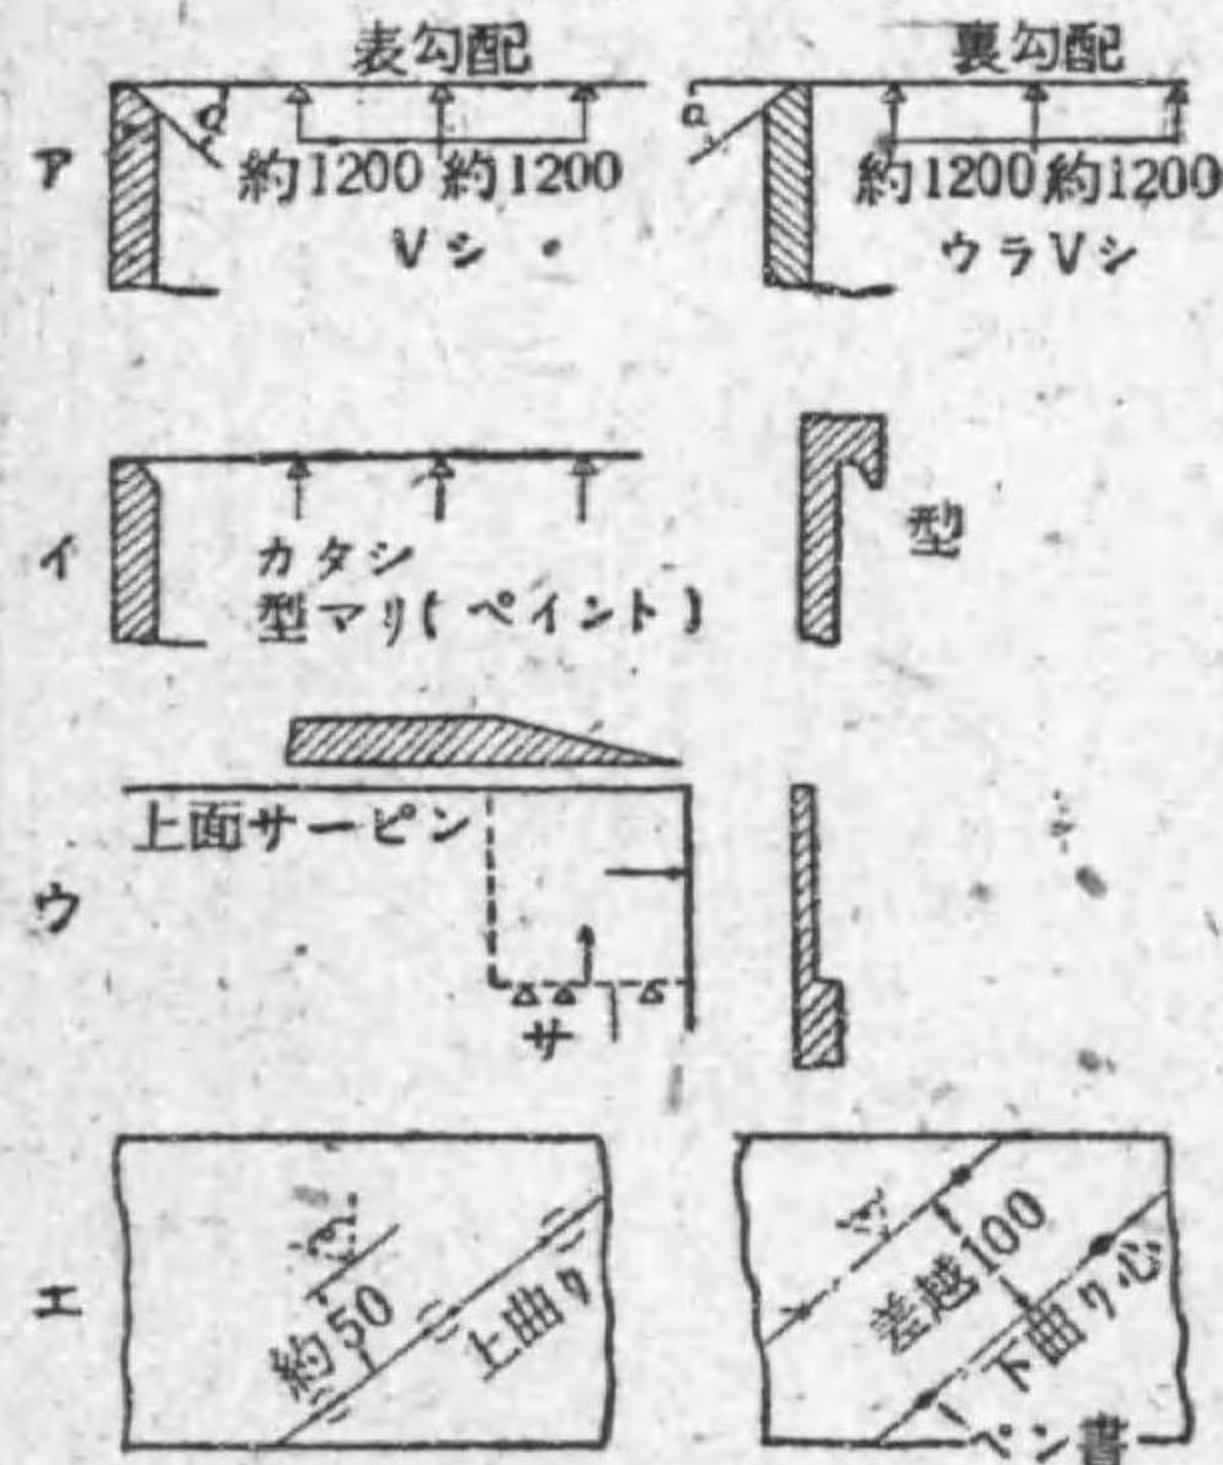 表勾配
裏勾配
ア
α
α
約1200 約1200
約1200 約1200
Vシ
ウラVシ
イ
カタシ
型マリ(ペイント)
型
上面サーピン
ウ
サ
エ
約50
上曲リ
差越100
下曲リ心
ペン書